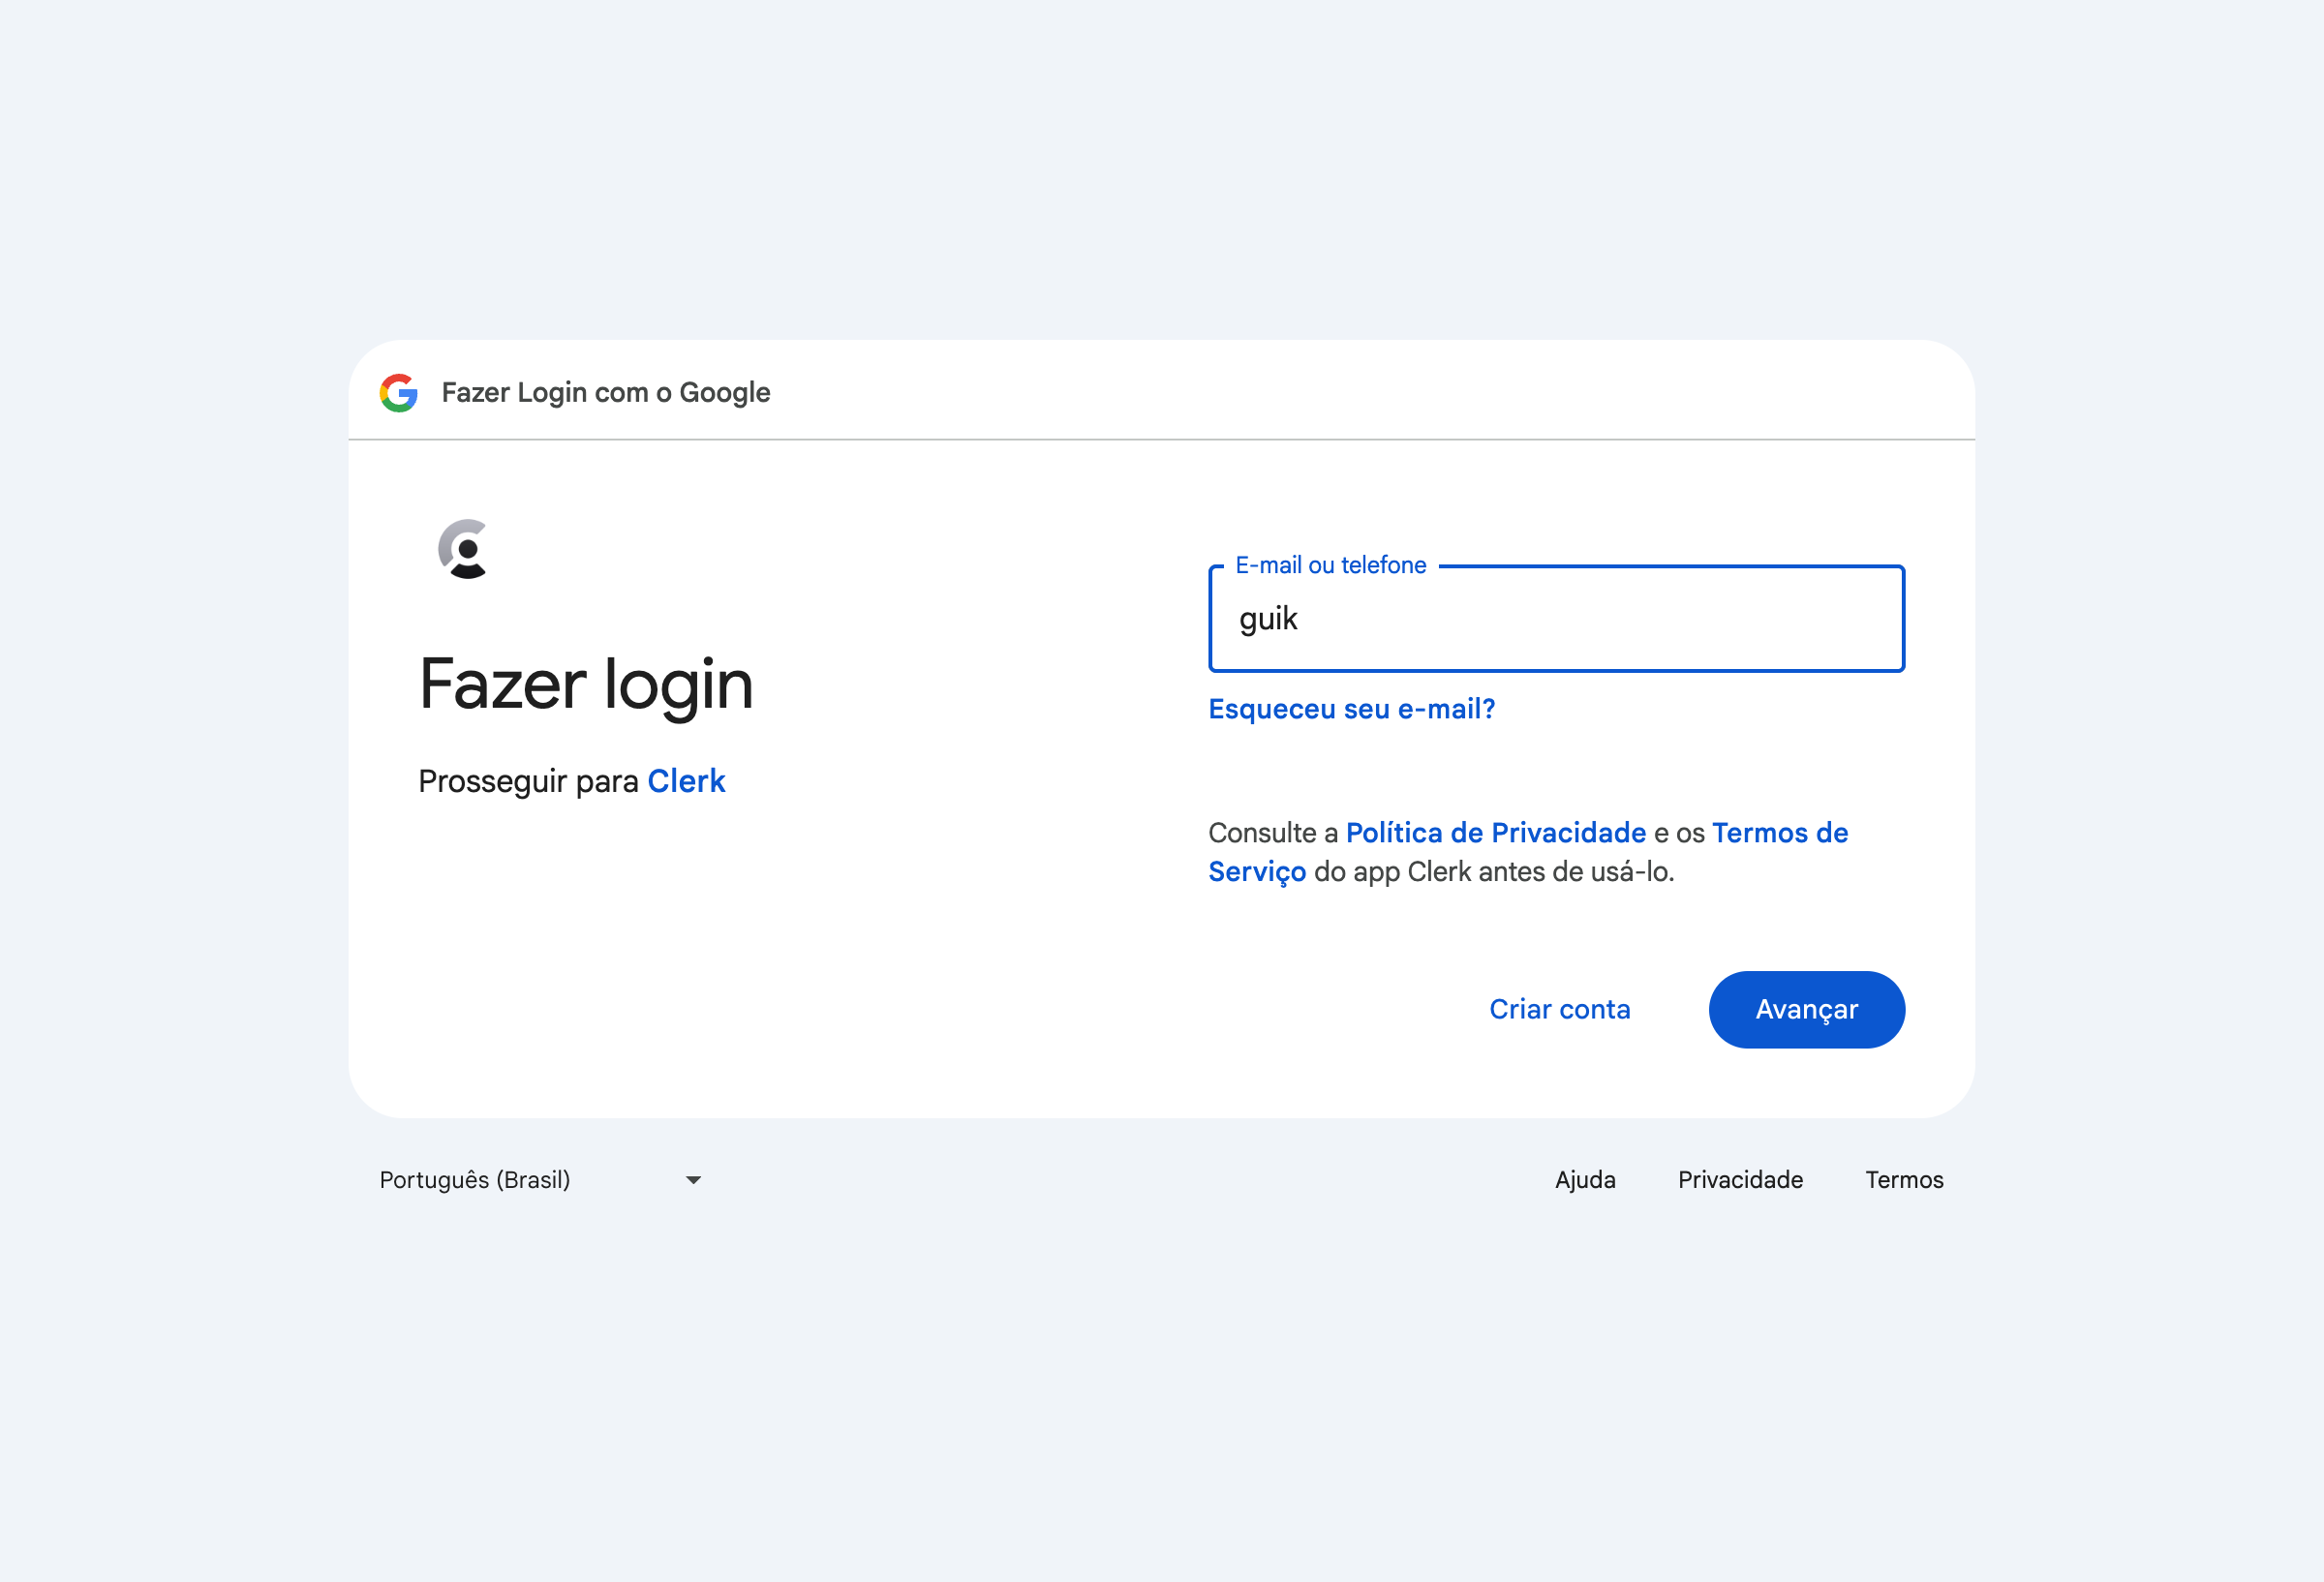 Fazer Login com o Google
Fazer login
Prosseguir para Clerk
E-mail ou telefone
guik
Esqueceu seu e-mail?
Consulte a Política de Privacidade e os Termos de
Serviço do app Clerk antes de usá-lo.
Criar conta
Avançar
Português (Brasil)
Ajuda
Privacidade
Termos